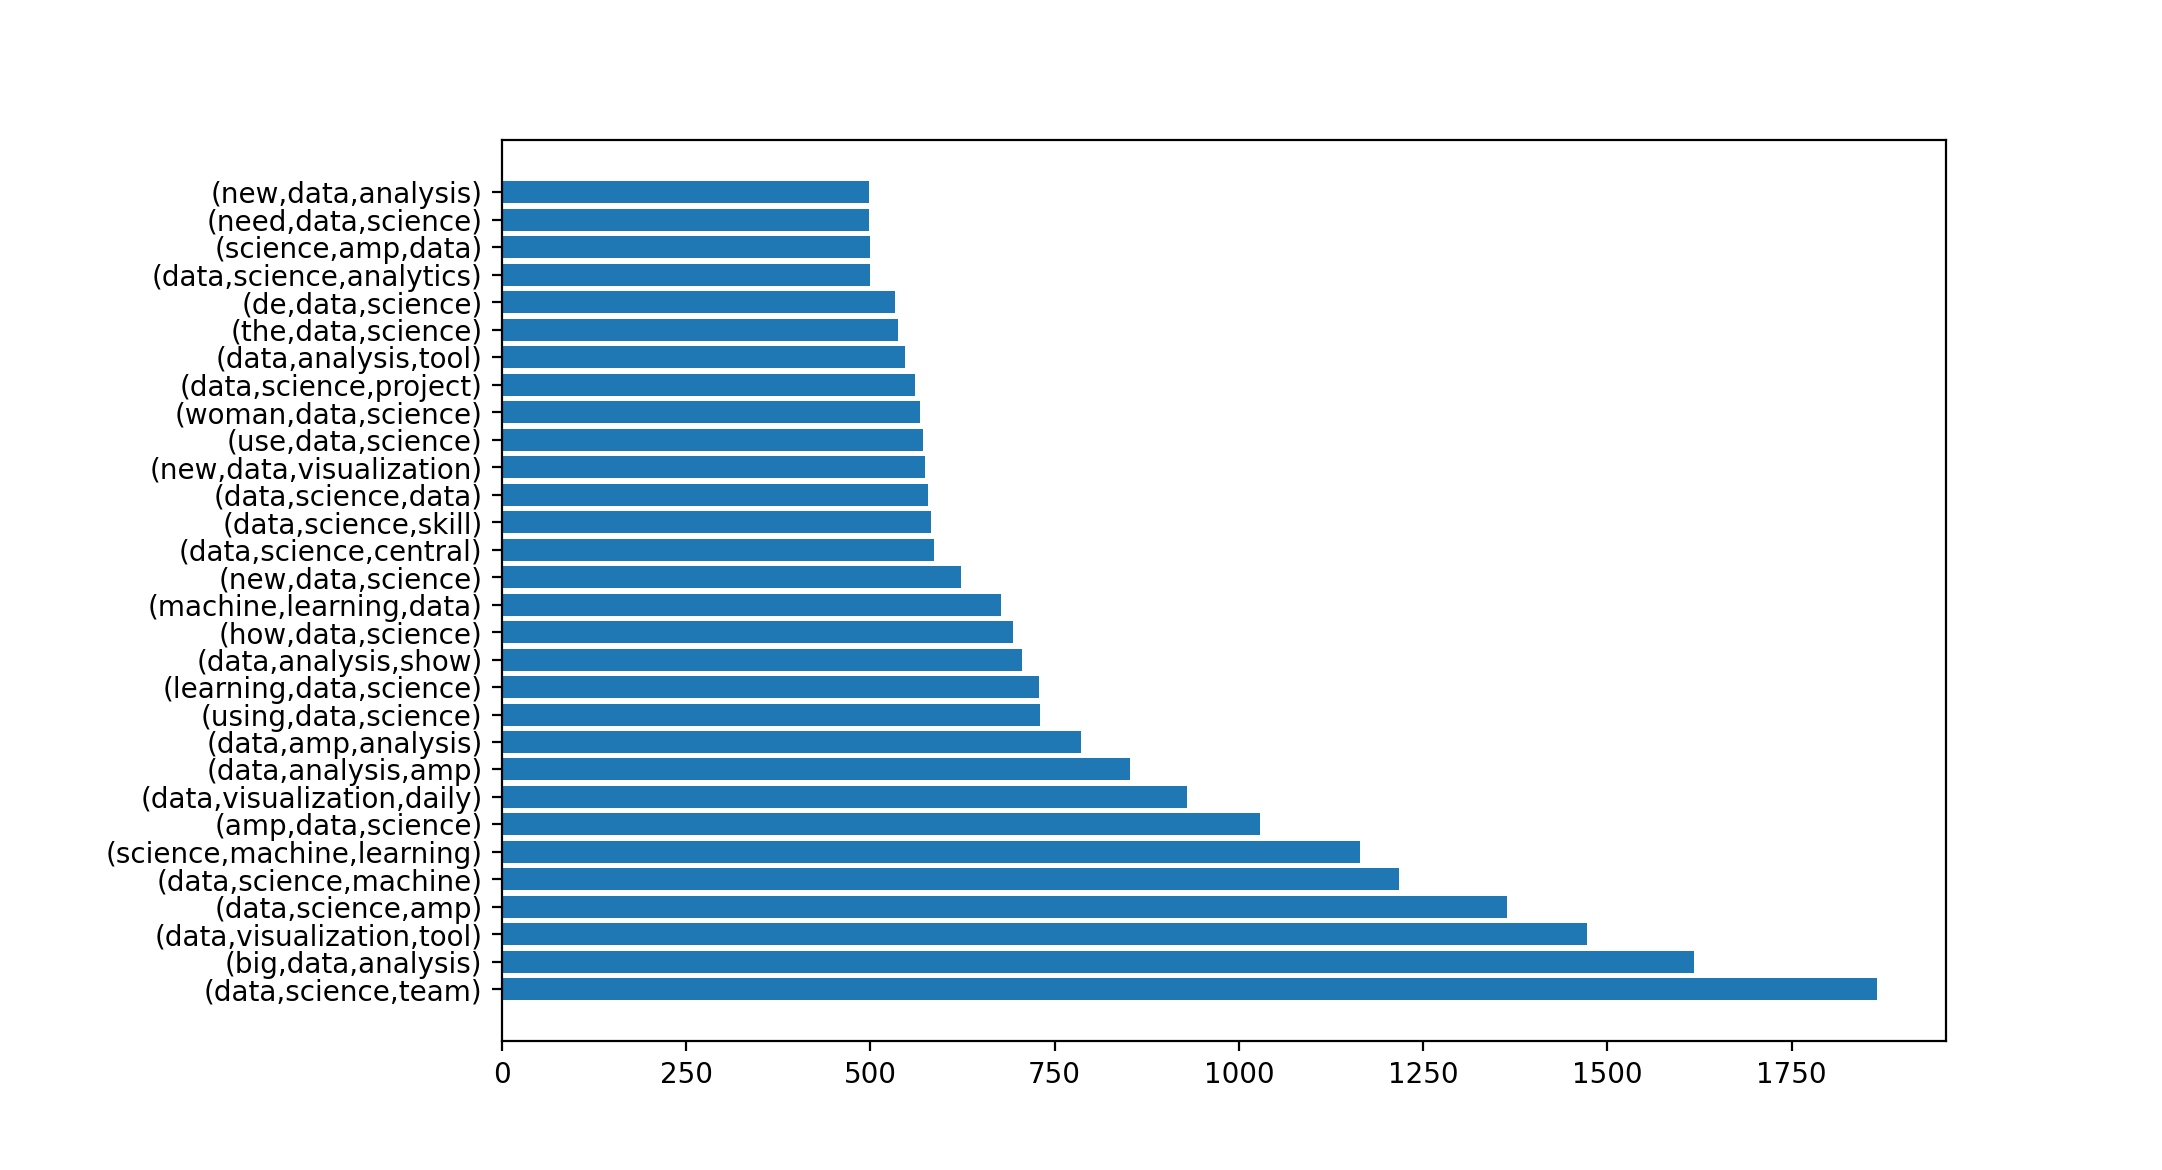 (new,data,analysis)
(need,data,science)
(science,amp,data)
(data,science,analytics)
(de,data,science)
(the,data,science)
(data,analysis,tool)
(data,science,project)
(woman,data,science)
(use,data,science)
(new,data,visualization)
(data,science,data)
(data,science,skill)
(data,science,central)
(new,data,science)
(machine,learning,data)
(how,data,science)
(data,analysis,show)
(learning,data,science)
(using,data,science)
(data,amp,analysis)
(data,analysis,amp)
(data,visualization,daily)
(amp,data,science)
(science,machine,learning)
(data,science,machine)
(data,science,amp)
(data,visualization,tool)
(big,data,analysis)
(data,science,team)
0 250 500 750 1000 1250 1500 1750